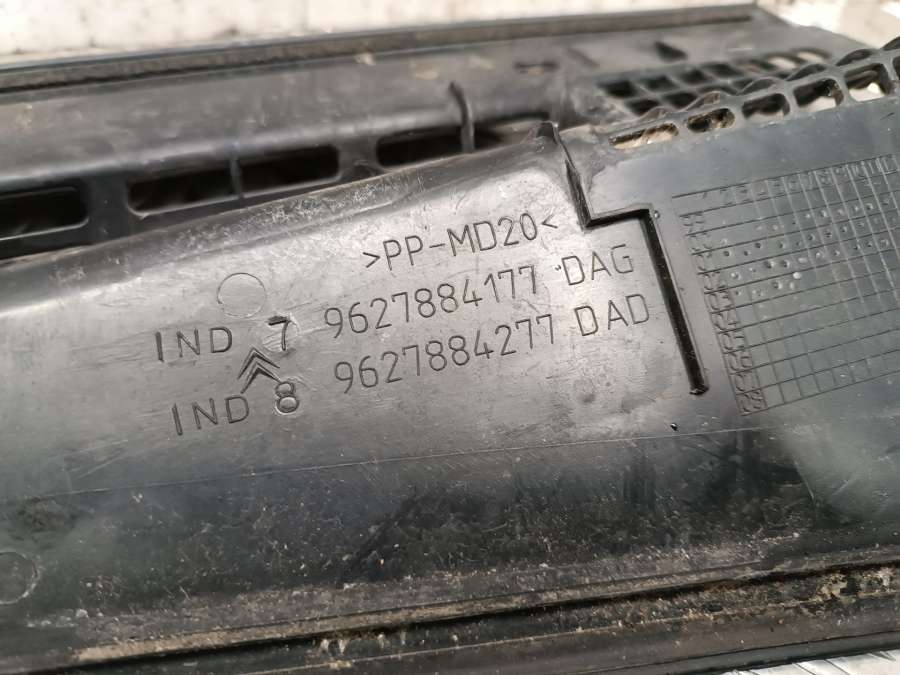 >PP-MD20<
IND 7 9627884177 DAG
IND 8 9627884277 DAD